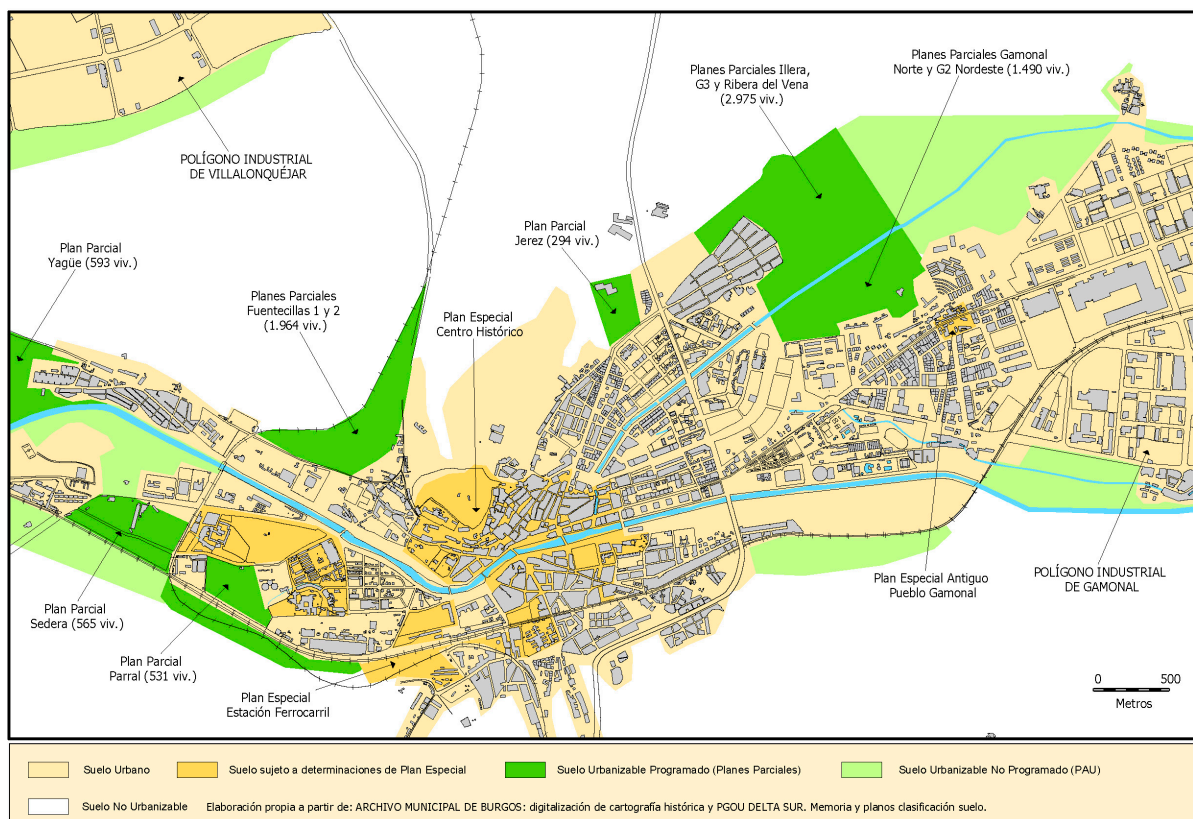 Planes Parciales Gamonal
Norte y G2 Nordeste (1.490 viv.)
Planes Parciales Illera,
G3 y Ribera del Vena
(2.975 viv.)
POLÍGONO INDUSTRIAL
DE VILLALONQUÉJAR
Plan Parcial
Jerez (294 viv.)
Plan Parcial
Yagüe (593 viv.)
Planes Parciales
Fuentecillas 1 y 2
(1.964 viv.)
Plan Especial
Centro Histórico
Plan Especial Antiguo
Pueblo Gamonal
POLÍGONO INDUSTRIAL
DE GAMONAL
Plan Parcial
Sedera (565 viv.)
Plan Parcial
Parral (531 viv.)
Plan Especial
Estación Ferrocarril
0 500
Metros
Suelo Urbano
Suelo sujeto a determinaciones de Plan Especial
Suelo Urbanizable Programado (Planes Parciales)
Suelo Urbanizable No Programado (PAU)
Suelo No Urbanizable
Elaboración propia a partir de: ARCHIVO MUNICIPAL DE BURGOS: digitalización de cartografía histórica y PGOU DELTA SUR. Memoria y planos clasificación suelo.